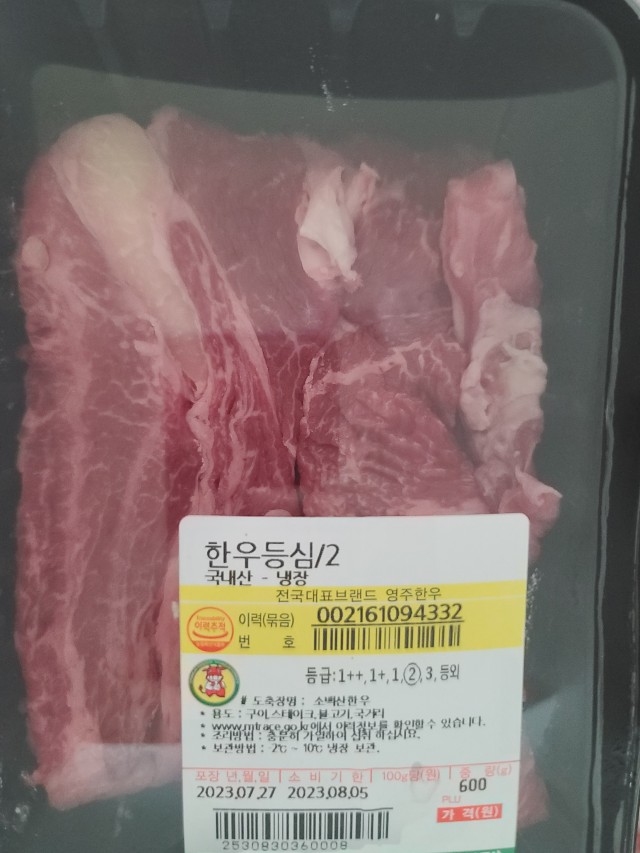 한우등심/2
국내산 - 냉장
전국대표브랜드 영주한우
이력추적
이력(묶음) 번 호 002161094332
등급:1++,1+,1,②,3,등외
# 도축장명 : 소백산한우
• 용도 : 구이,스테이크,불고기,국거리
• www.mtrace.go.kr에서 이력정보를 확인할 수 있습니다.
• 조리방법 : 충분히 가열하여 섭취 하십시요.
• 보관방법 : -2℃ ~ 10℃ 냉장 보관.
포장 년,월,일 소 비 기 한 100g당(원) 중 량(g)
2023.07.27 2023.08.05 600
PLU
가 격(원)
2530830360008